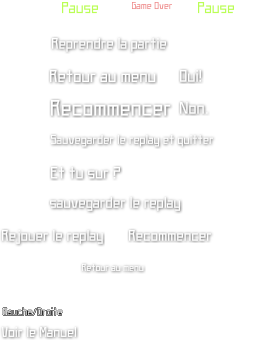 Pause Game Over Pause
Reprendre la partie
Retour au menu Oui!
Recommencer Non.
Sauvegarder le replay et quitter
Et tu sur ?
sauvegarder le replay
Rejouer le replay Recommencer
Retour au menu
Gauche/Droite
Voir le Manuel